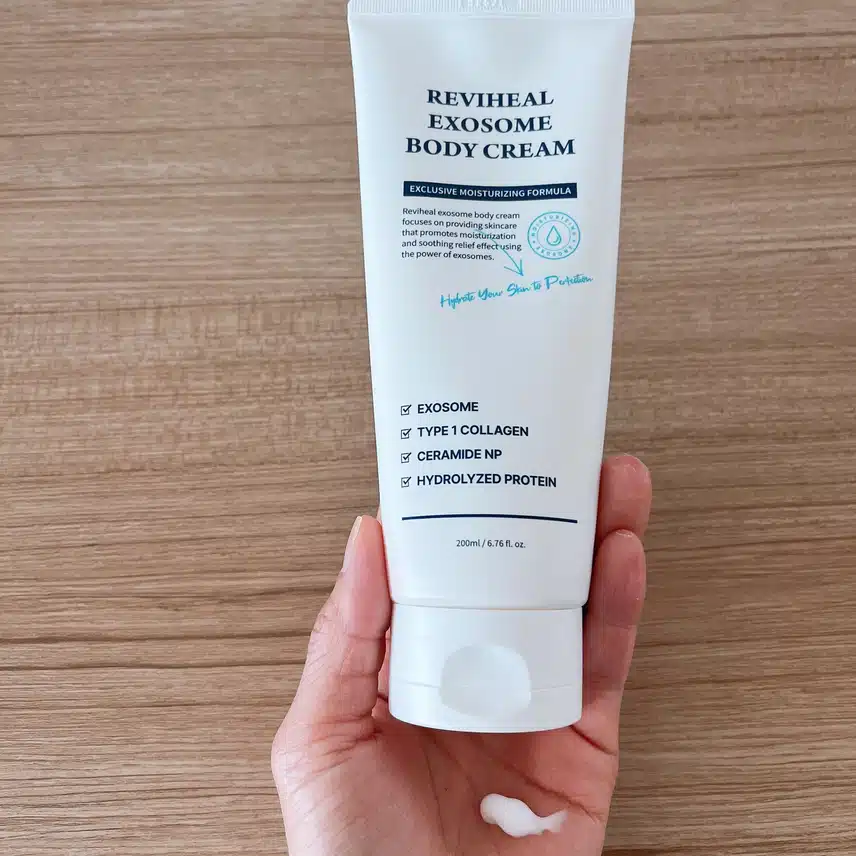 REVIHEAL
EXOSOME
BODY CREAM
EXCLUSIVE MOISTURIZING FORMULA
Reviheal exosome body cream
focuses on providing skincare
that promotes moisturization
and soothing relief effect using
the power of exosomes.
MOISTURIZING
Hydrate Your Skin to Perfection
EXOSOME
TYPE 1 COLLAGEN
CERAMIDE NP
HYDROLYZED PROTEIN
200ml / 6.76 fl. oz.